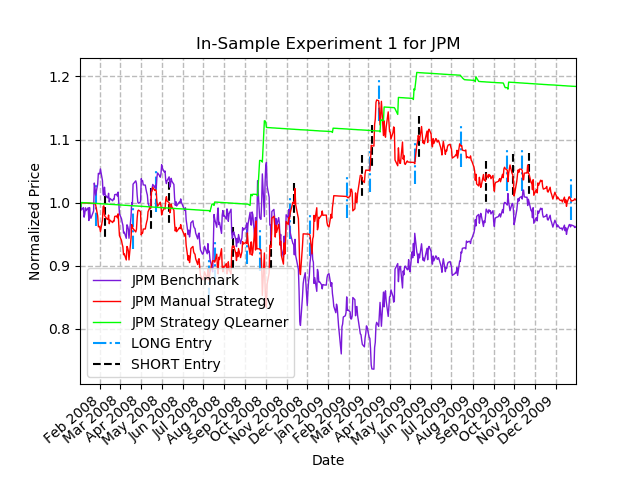 In-Sample Experiment 1 for JPM
Normalized Price
1.2
1.1
1.0
0.9
0.8
JPM Benchmark
JPM Manual Strategy
JPM Strategy QLearner
LONG Entry
SHORT Entry
Feb 2008
Mar 2008
Apr 2008
May 2008
Jun 2008
Jul 2008
Aug 2008
Sep 2008
Oct 2008
Nov 2008
Dec 2008
Jan 2009
Feb 2009
Mar 2009
Apr 2009
May 2009
Jun 2009
Jul 2009
Aug 2009
Sep 2009
Oct 2009
Nov 2009
Dec 2009
Date